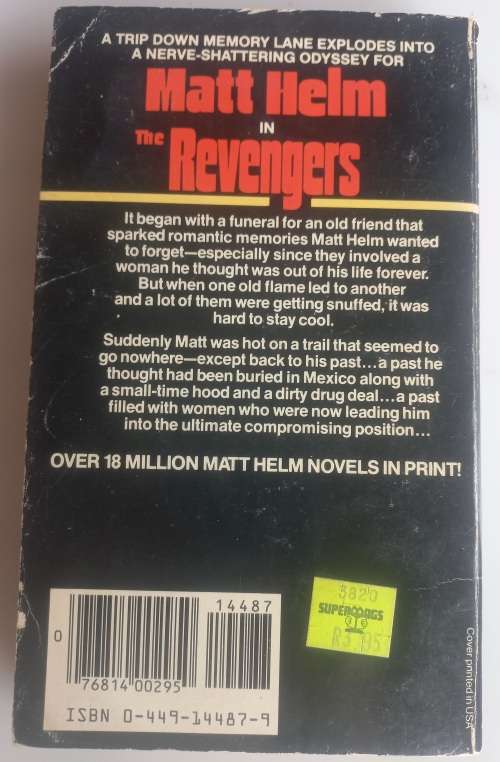 A TRIP DOWN MEMORY LANE EXPLODES INTO
A NERVE-SHATTERING ODYSSEY FOR
Matt Helm
IN
The Revengers
It began with a funeral for an old friend that
sparked romantic memories Matt Helm wanted
to forget—especially since they involved a
woman he thought was out of his life forever.
But when one old flame led to another
and a lot of them were getting snuffed, it was
hard to stay cool.
Suddenly Matt was hot on a trail that seemed to
go nowhere—except back to his past...a past he
thought had been buried in Mexico along with
a small-time hood and a dirty drug deal...a past
filled with women who were now leading him
into the ultimate compromising position...
OVER 18 MILLION MATT HELM NOVELS IN PRINT!
14487
0
76814 00295
ISBN 0-449-14487-9
3820
Cover printed in USA